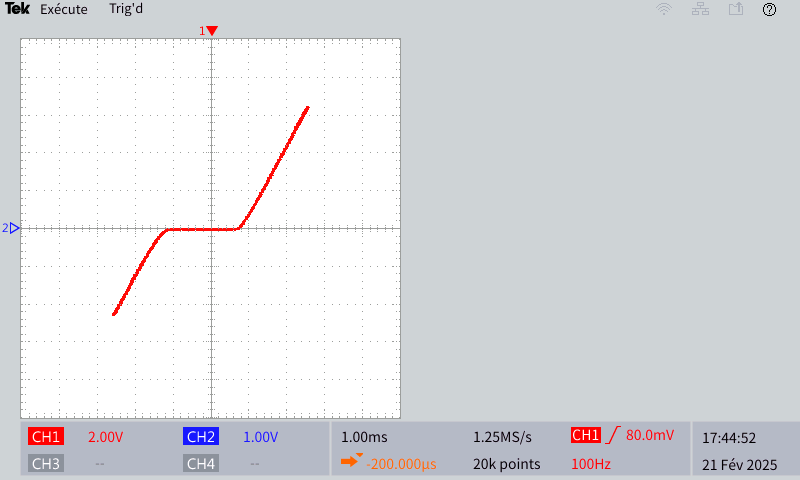 Tek Exécute Trig'd
1
2
CH1 2.00V CH2 1.00V 1.00ms 1.25MS/s CH1 80.0mV 17:44:52
CH3 -- CH4 -- -200.000µs 20k points 100Hz 21 Fév 2025